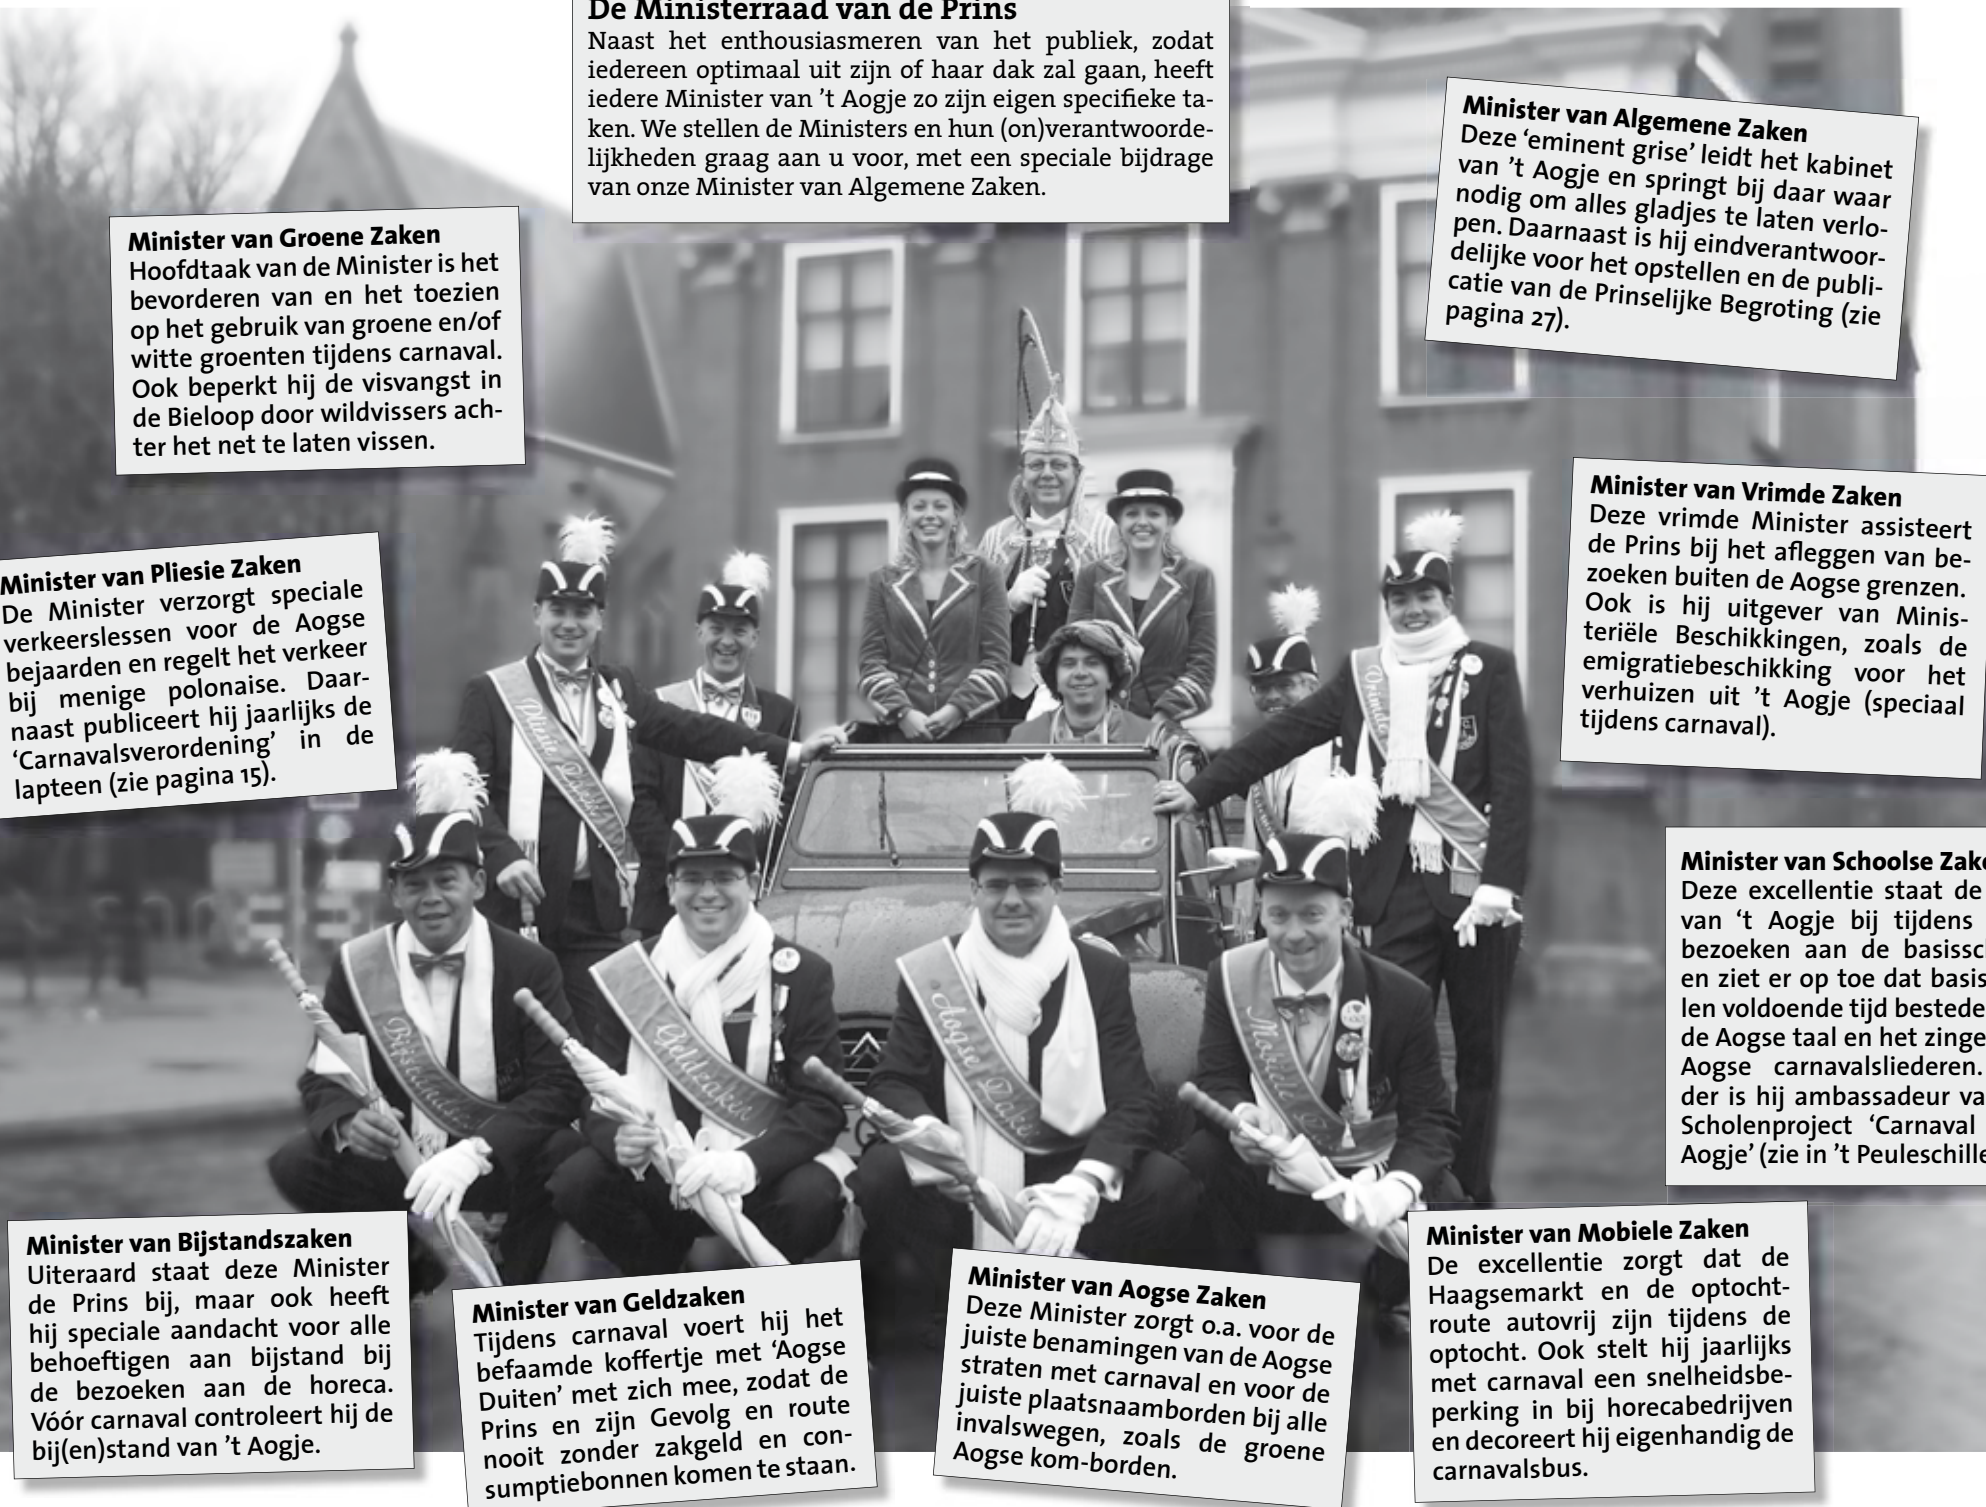 De Ministerraad van de Prins
Naast het enthousiasmeren van het publiek, zodat
iedereen optimaal uit zijn of haar dak zal gaan, heeft
iedere Minister van ’t Aogje zo zijn eigen specifieke ta-
ken. We stellen de Ministers en hun (on)verantwoorde-
lijkheden graag aan u voor, met een speciale bijdrage
van onze Minister van Algemene Zaken.
Minister van Algemene Zaken
Deze ‘eminent grise’ leidt het kabinet
van ’t Aogje en springt bij daar waar
nodig om alles gladjes te laten verlo-
pen. Daarnaast is hij eindverantwoor-
delijke voor het opstellen en de publi-
catie van de Prinselijke Begroting (zie
pagina 27).
Minister van Groene Zaken
Hoofdtaak van de Minister is het
bevorderen van en het toezien
op het gebruik van groene en/of
witte groenten tijdens carnaval.
Ook beperkt hij de visvangst in
de Bieloop door wildvissers ach-
ter het net te laten vissen.
Minister van Vrimde Zaken
Deze vrimde Minister assisteert
de Prins bij het afleggen van be-
zoeken buiten de Aogse grenzen.
Ook is hij uitgever van Minis-
teriële Beschikkingen, zoals de
emigratiebeschikking voor het
verhuizen uit ’t Aogje (speciaal
tijdens carnaval).
Minister van Pliesie Zaken
De Minister verzorgt speciale
verkeerslessen voor de Aogse
bejaarden en regelt het verkeer
bij menige polonaise. Daar-
naast publiceert hij jaarlijks de
‘Carnavalsverordening’ in de
lapteen (zie pagina 15).
Pliesie Zake
Vrimde
Minister van Schoolse Zake
Deze excellentie staat de
van ‘t Aogje bij tijdens
bezoeken aan de basissc
en ziet er op toe dat basis
len voldoende tijd bestede
de Aogse taal en het zinge
Aogse carnavalsliederen.
der is hij ambassadeur va
Scholenproject ‘Carnaval
Aogje’ (zie in ’t Peuleschille
Bijstandsza
Geldzaken
Aogse Zake
Mobiele
Minister van Bijstandszaken
Uiteraard staat deze Minister
de Prins bij, maar ook heeft
hij speciale aandacht voor alle
behoeftigen aan bijstand bij
de bezoeken aan de horeca.
Vóór carnaval controleert hij de
bij(en)stand van ’t Aogje.
Minister van Geldzaken
Tijdens carnaval voert hij het
befaamde koffertje met ‘Aogse
Duiten’ met zich mee, zodat de
Prins en zijn Gevolg en route
nooit zonder zakgeld en con-
sumptiebonnen komen te staan.
Minister van Aogse Zaken
Deze Minister zorgt o.a. voor de
juiste benamingen van de Aogse
straten met carnaval en voor de
juiste plaatsnaamborden bij alle
invalswegen, zoals de groene
Aogse kom-borden.
Minister van Mobiele Zaken
De excellentie zorgt dat de
Haagsemarkt en de optocht-
route autovrij zijn tijdens de
optocht. Ook stelt hij jaarlijks
met carnaval een snelheidsbe-
perking in bij horecabedrijven
en decoreert hij eigenhandig de
carnavalsbus.